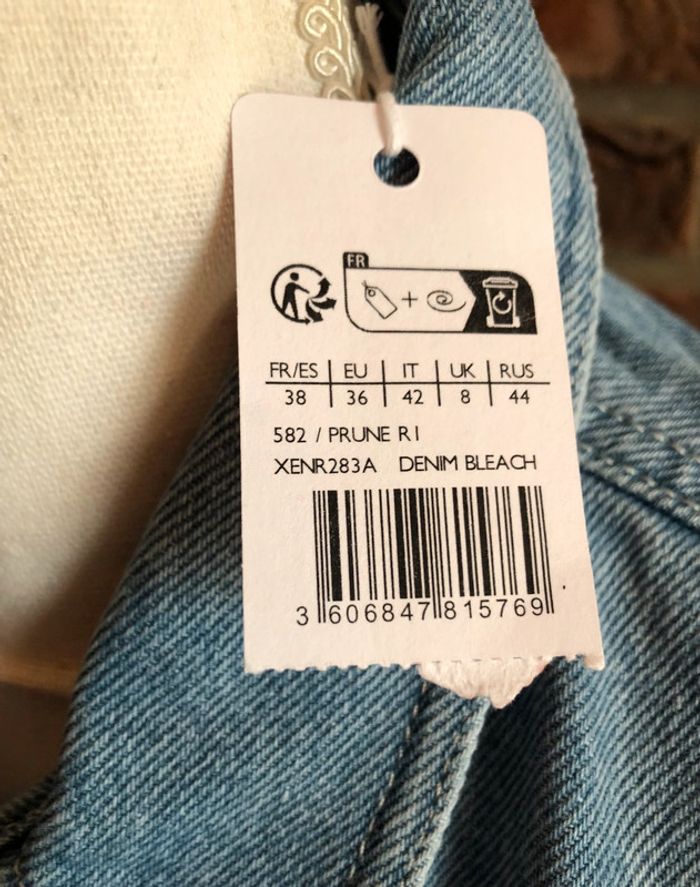 FR
FR/ES EU IT UK RUS
38 36 42 8 44
582 / PRUNE R1
XENR283A DENIM BLEACH
3 606847 815769